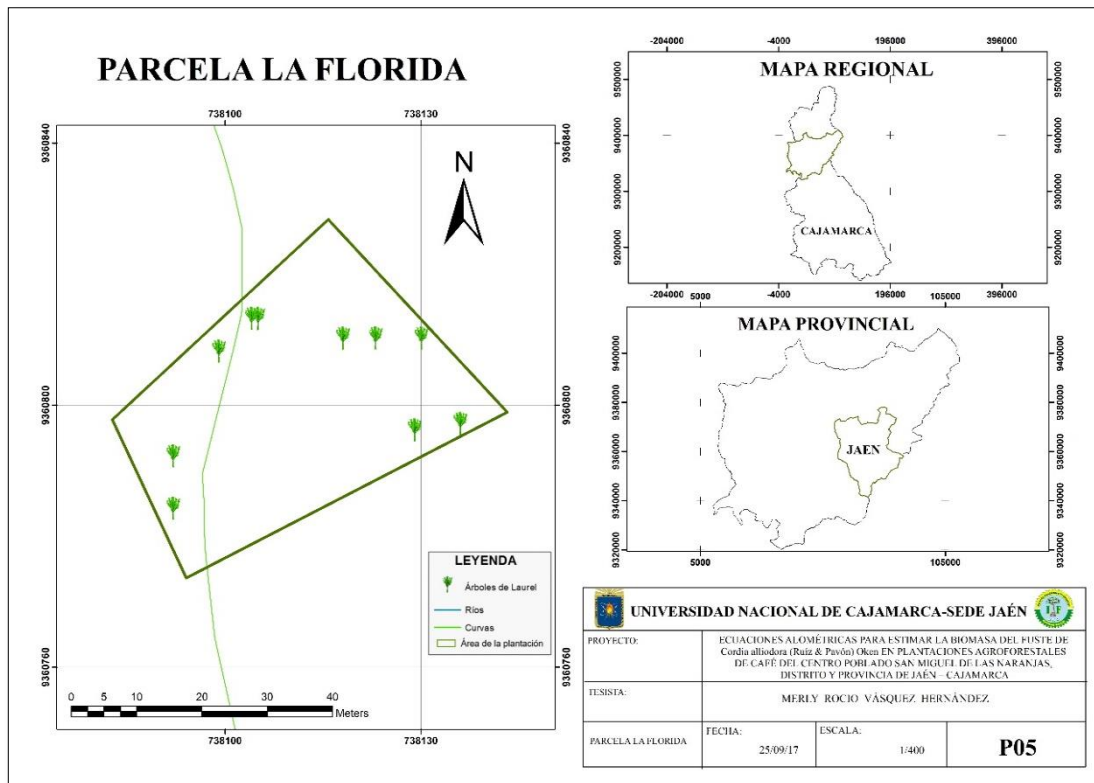 PARCELA LA FLORIDA
738100
738130
9360840
9360840
N
9360800
9360800
9360760
9360760
LEYENDA
Árboles de Laurel
Ríos
Curvas
Área de la plantación
0 5 10 20 30 40
Meters
738100
738130
-204000
-4000
196000
396000
MAPA REGIONAL
9500000
9500000
9400000
9400000
9300000
9300000
9200000
9200000
CAJAMARCA
-204000
-4000
196000
396000
5000
105000
MAPA PROVINCIAL
9400000
9400000
9380000
9380000
9360000
9360000
9340000
9340000
9320000
9320000
JAEN
5000
105000
UNIVERSIDAD NACIONAL DE CAJAMARCA-SEDE JAÉN
PROYECTO:
ECUACIONES ALOMÉTRICAS PARA ESTIMAR LA BIOMASA DEL FUSTE DE
Cordia alliodora (Ruiz & Pavón) Oken EN PLANTACIONES AGROFORESTALES
DE CAFÉ DEL CENTRO POBLADO SAN MIGUEL DE LAS NARANJAS,
DISTRITO Y PROVINCIA DE JAÉN – CAJAMARCA
TESISTA:
MERLY ROCIO VÁSQUEZ HERNÁNDEZ
PARCELA LA FLORIDA
FECHA:
25/09/17
ESCALA:
1/400
P05